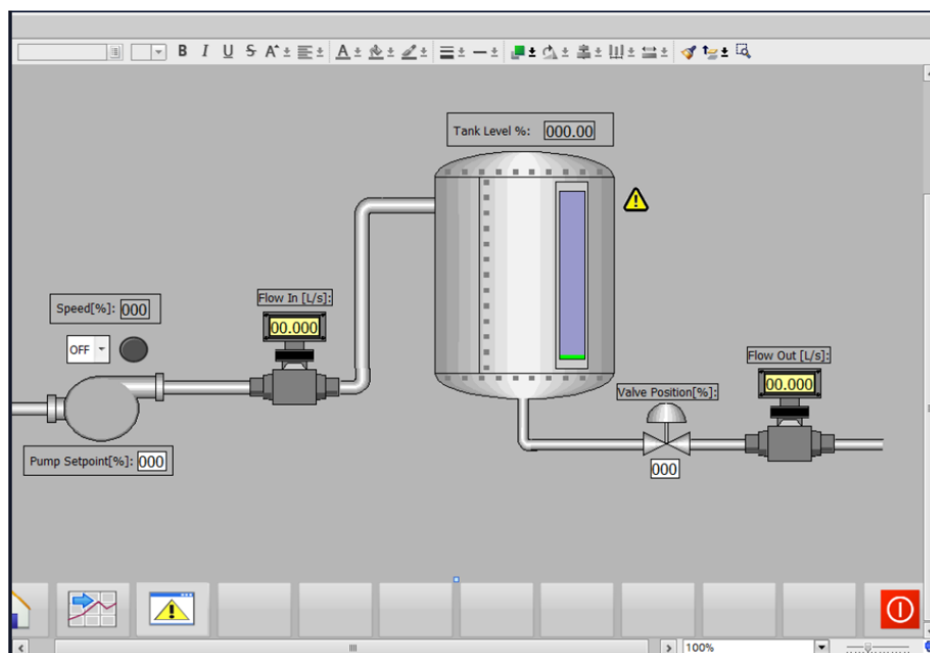 B I U S A
A
Tank Level %: 000.00
Flow In [L/s]:
Speed[%]: 000
00.000
OFF
Flow Out [L/s]:
00.000
Valve Position[%]:
Pump Setpoint[%]: 000
000
100%